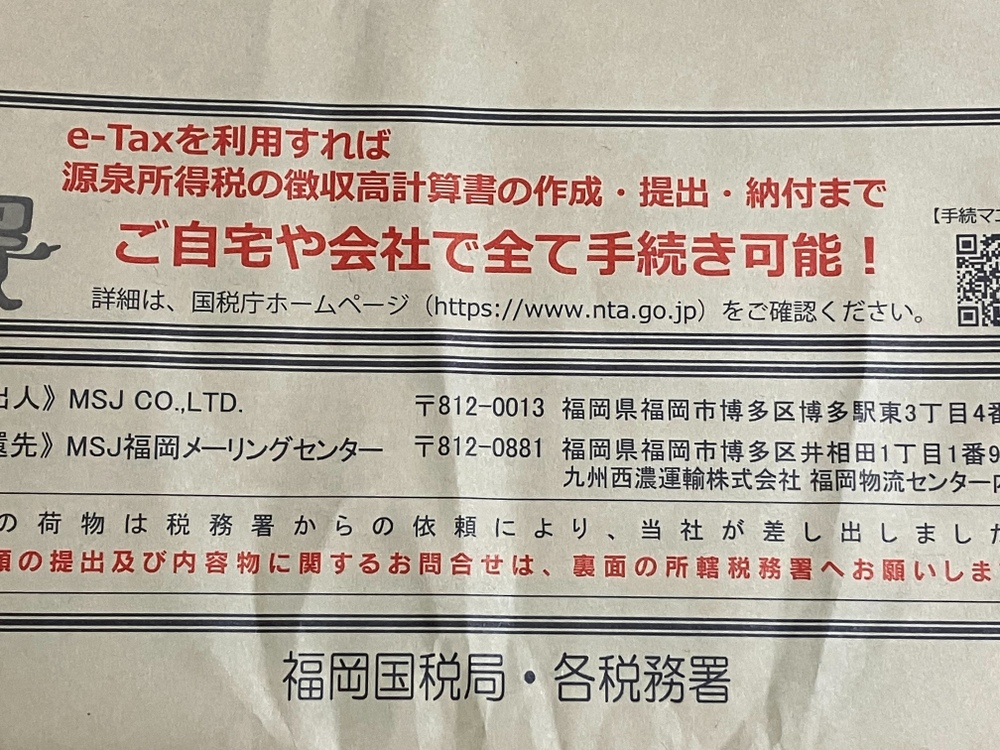 e-Taxを利用すれば
源泉所得税の徴収高計算書の作成・提出・納付まで
ご自宅や会社で全て手続き可能！
【手続マニ
詳細は、国税庁ホームページ（https://www.nta.go.jp）をご確認ください。
出人》MSJ CO.,LTD. 〒812-0013 福岡県福岡市博多区博多駅東3丁目4番
還先》MSJ福岡メーリングセンター 〒812-0881 福岡県福岡市博多区井相田1丁目1番9
九州西濃運輸株式会社 福岡物流センター内
の荷物は税務署からの依頼により、当社が差し出しました
類の提出及び内容物に関するお問合せは、裏面の所轄税務署へお願いしま
福岡国税局・各税務署